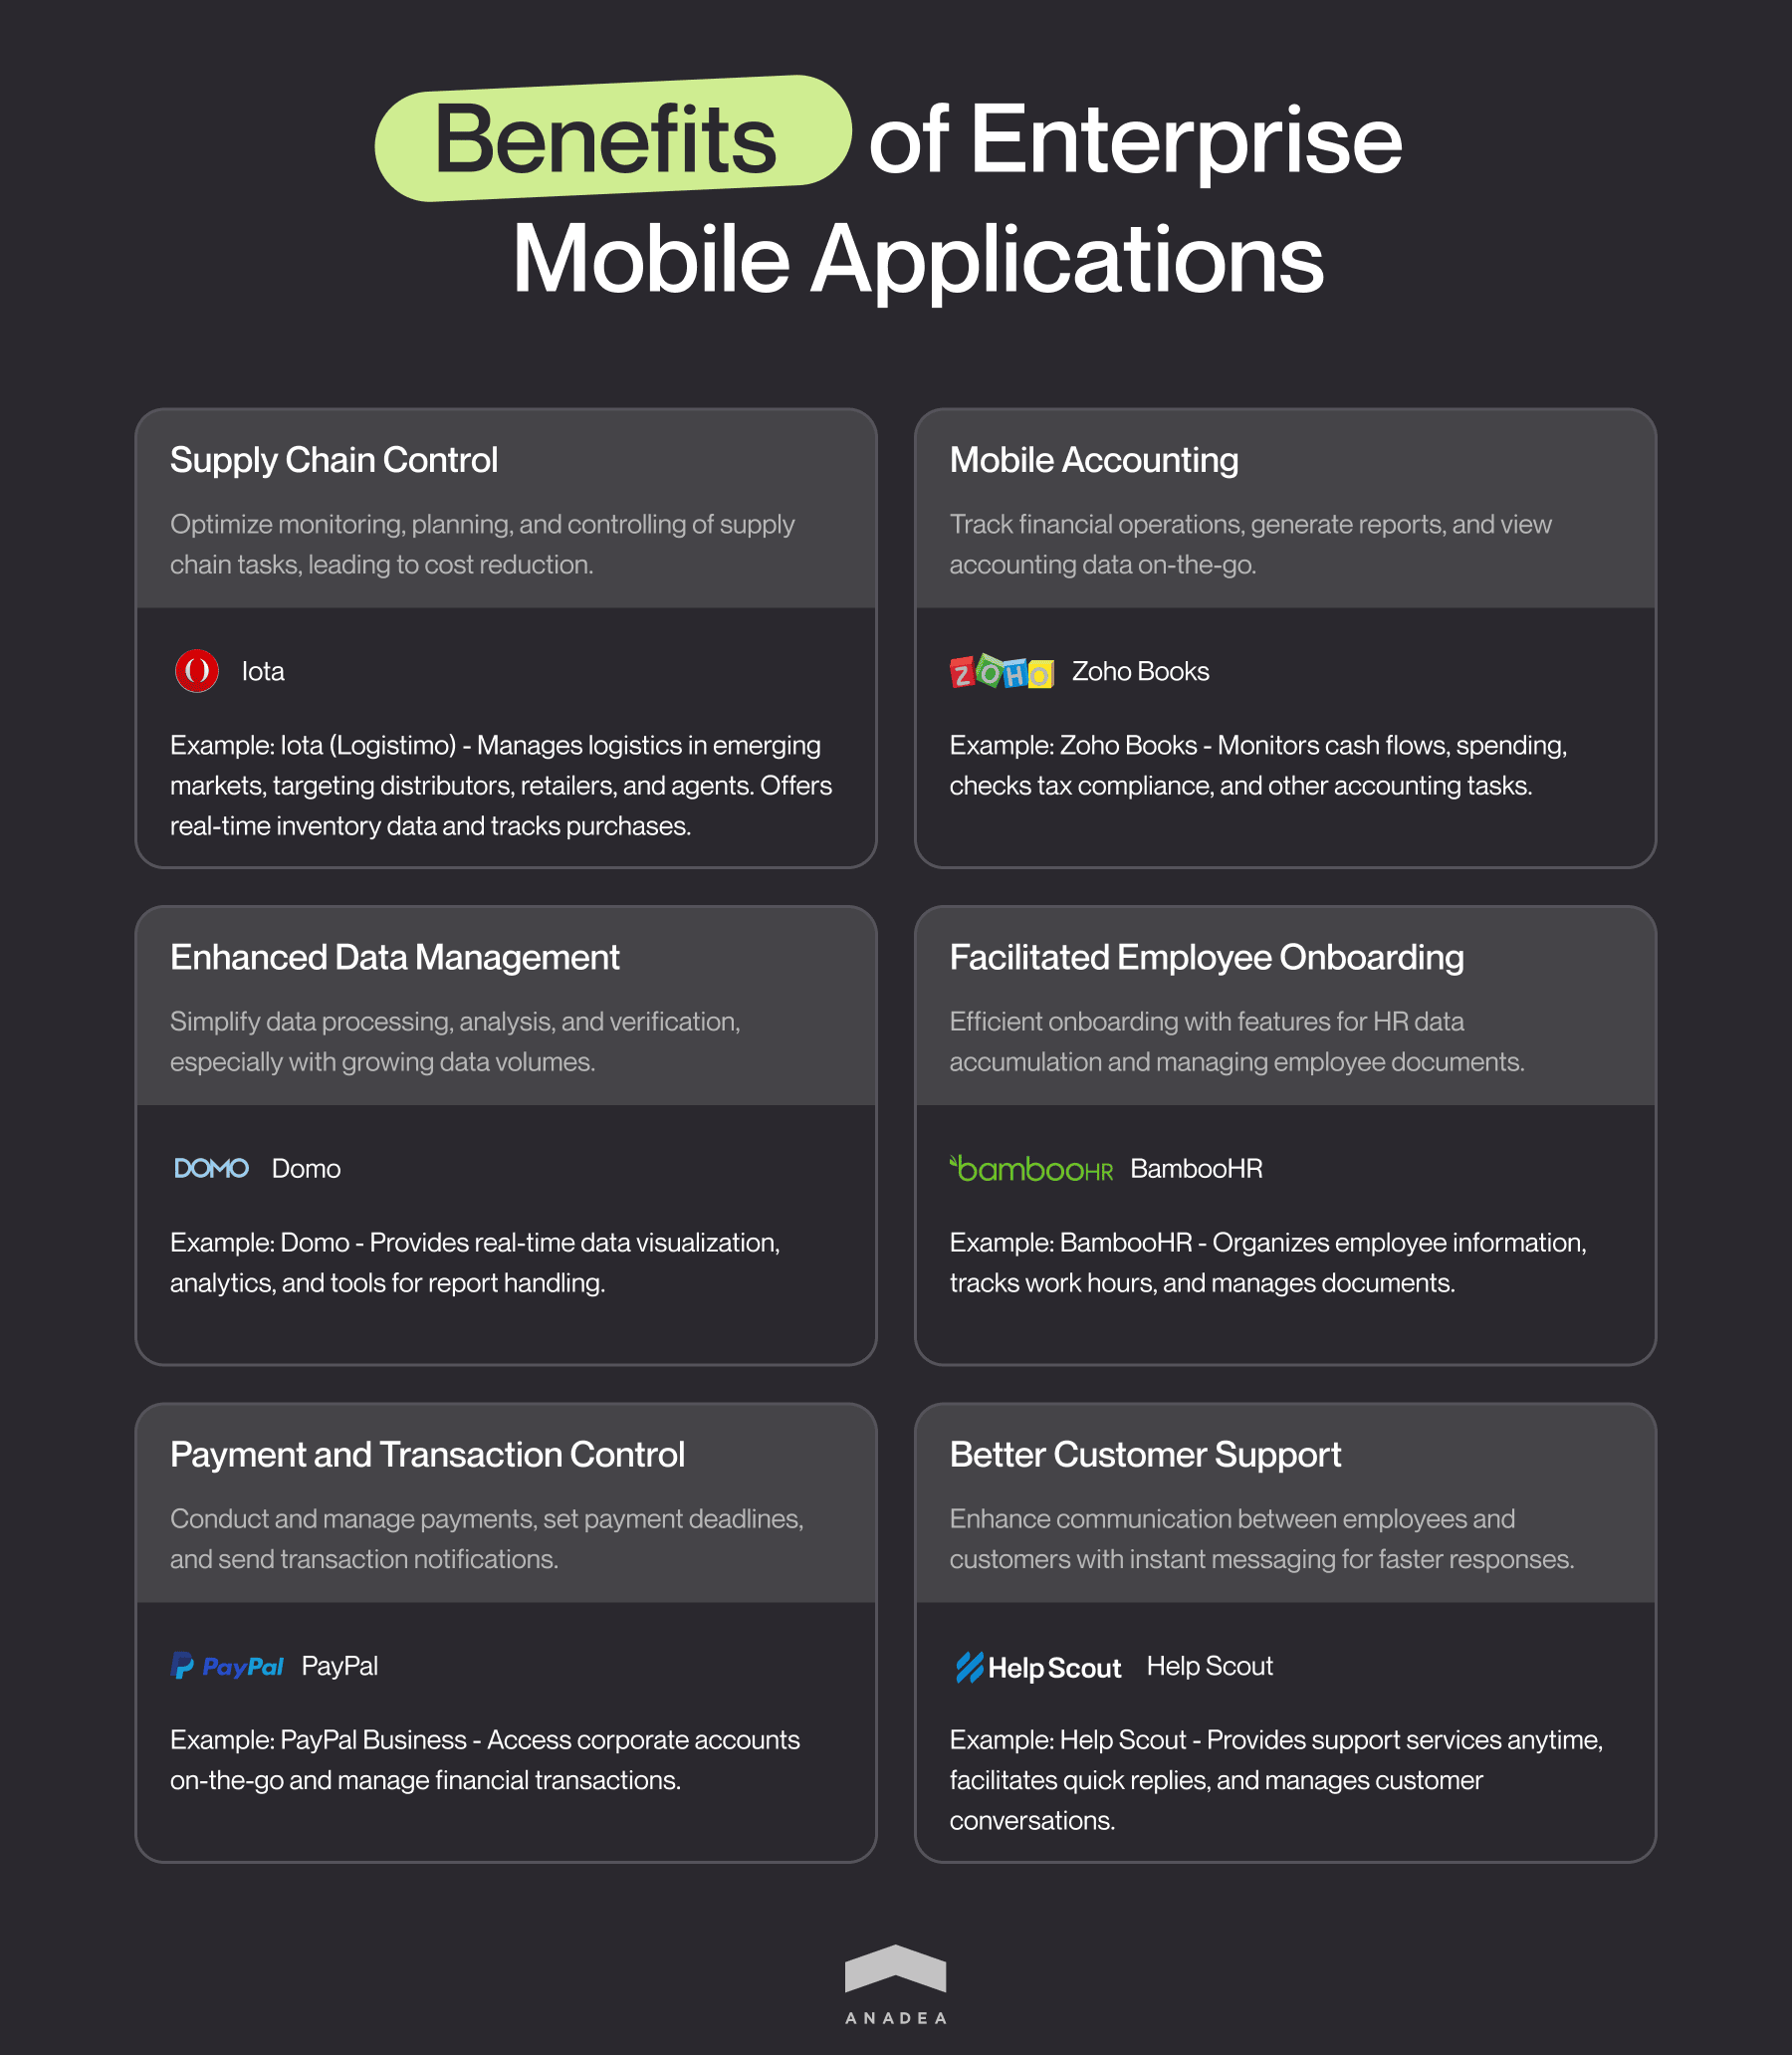 Benefits of Enterprise
Mobile Applications
Supply Chain Control
Optimize monitoring, planning, and controlling of supply
chain tasks, leading to cost reduction.
Iota
Example: Iota (Logistimo) - Manages logistics in emerging
markets, targeting distributors, retailers, and agents. Offers
real-time inventory data and tracks purchases.
Mobile Accounting
Track financial operations, generate reports, and view
accounting data on-the-go.
ZOHO Zoho Books
Example: Zoho Books - Monitors cash flows, spending,
checks tax compliance, and other accounting tasks.
Enhanced Data Management
Simplify data processing, analysis, and verification,
especially with growing data volumes.
DOMO Domo
Example: Domo - Provides real-time data visualization,
analytics, and tools for report handling.
Facilitated Employee Onboarding
Efficient onboarding with features for HR data
accumulation and managing employee documents.
bambooHR BambooHR
Example: BambooHR - Organizes employee information,
tracks work hours, and manages documents.
Payment and Transaction Control
Conduct and manage payments, set payment deadlines,
and send transaction notifications.
PayPal PayPal
Example: PayPal Business - Access corporate accounts
on-the-go and manage financial transactions.
Better Customer Support
Enhance communication between employees and
customers with instant messaging for faster responses.
Help Scout Help Scout
Example: Help Scout - Provides support services anytime,
facilitates quick replies, and manages customer
conversations.
ANADEA